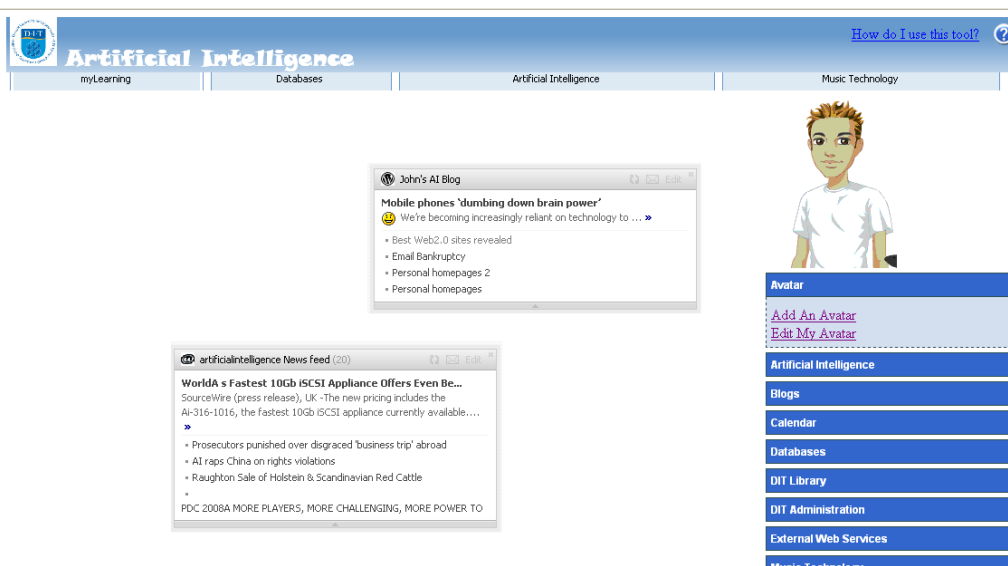 DIT
Artificial Intelligence
How do I use this tool?
?
myLearning
Databases
Artificial Intelligence
Music Technology
John's AI Blog
Edit
Mobile phones 'dumbing down brain power'
We're becoming increasingly reliant on technology to ... »
Best Web2.0 sites revealed
Email Bankruptcy
Personal homepages 2
Personal homepages
artificialintelligence News feed (20)
Edit
WorldA s Fastest 10Gb iSCSI Appliance Offers Even Be...
SourceWire (press release), UK -The new pricing includes the
Ai-316-1016, the fastest 10Gb iSCSI appliance currently available....
»
Prosecutors punished over disgraced 'business trip' abroad
AI raps China on rights violations
Raughton Sale of Holstein & Scandinavian Red Cattle
PDC 2008A MORE PLAYERS, MORE CHALLENGING, MORE POWER TO
Avatar
Add An Avatar
Edit My Avatar
Artificial Intelligence
Blogs
Calendar
Databases
DIT Library
DIT Administration
External Web Services
Music Technology